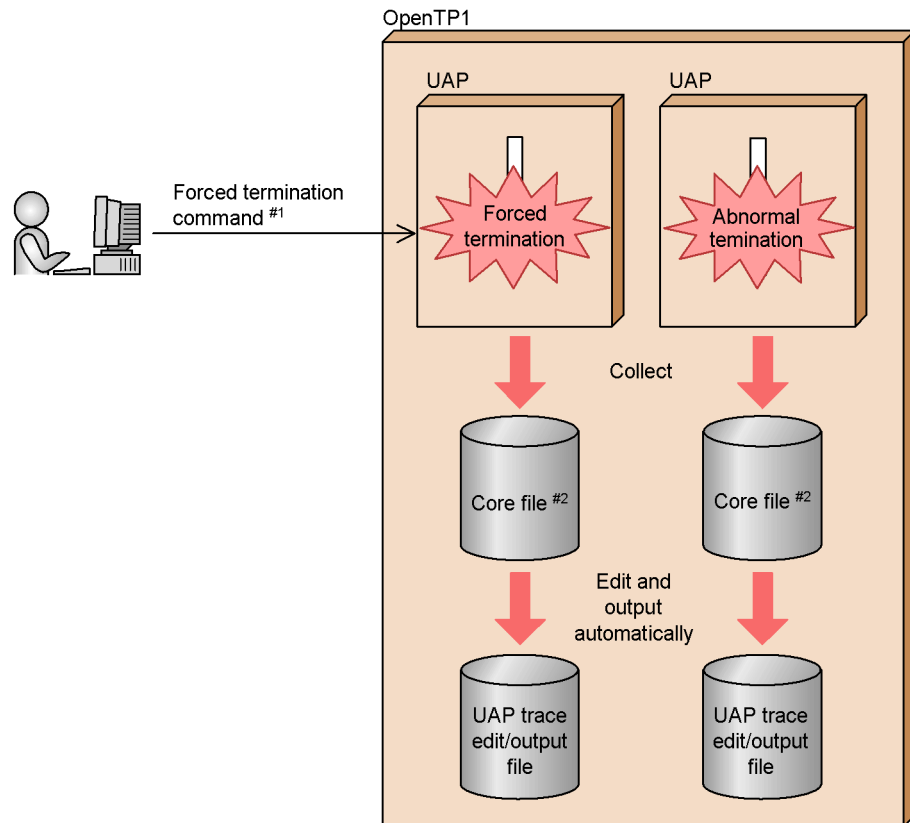 OpenTP1
UAP
UAP
Forced termination
command #1
Forced
termination
Abnormal
temination
Collect
Core file #2
Core file #2
Edit and
output
automatically
UAP trace
edit/output
file
UAP trace
edit/output
file